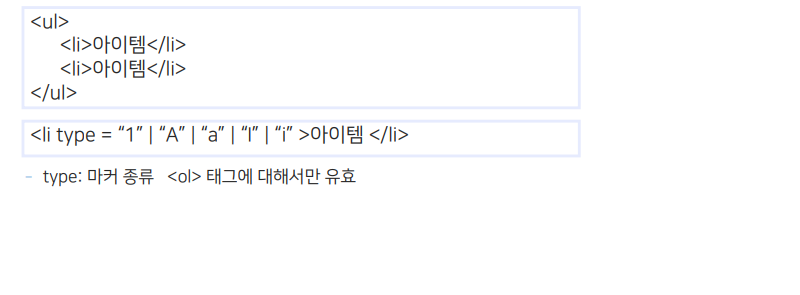 <ul>
<li>아이템</li>
<li>아이템</li>
</ul>
<li type = “1” | “A” | “a” | “I” | “i” >아이템 </li>
– type: 마커 종류 <ol> 태그에 대해서만 유효